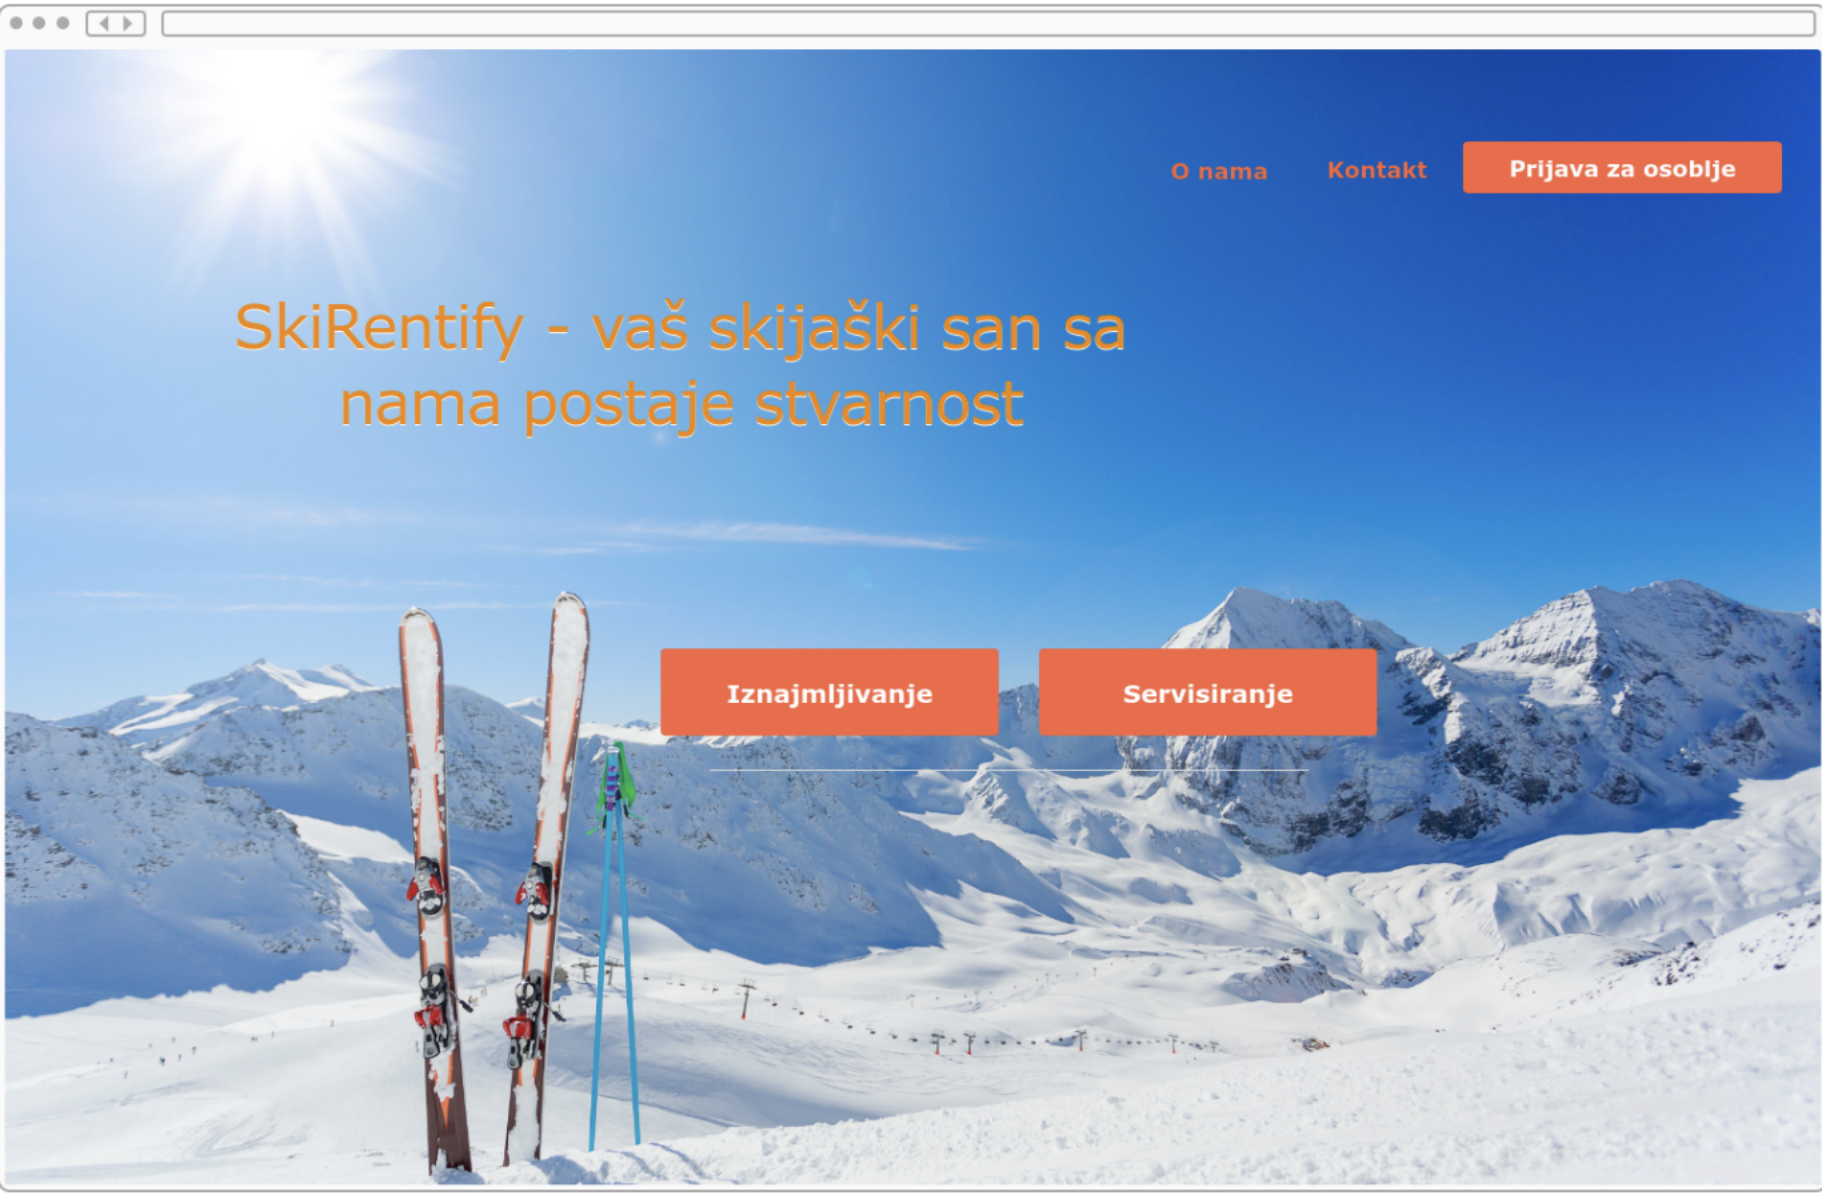 O nama
Kontakt
Prijava za osoblje
SkiRentify - vaš skijaški san sa
nama postaje stvarnost
Iznajmljivanje
Servisiranje